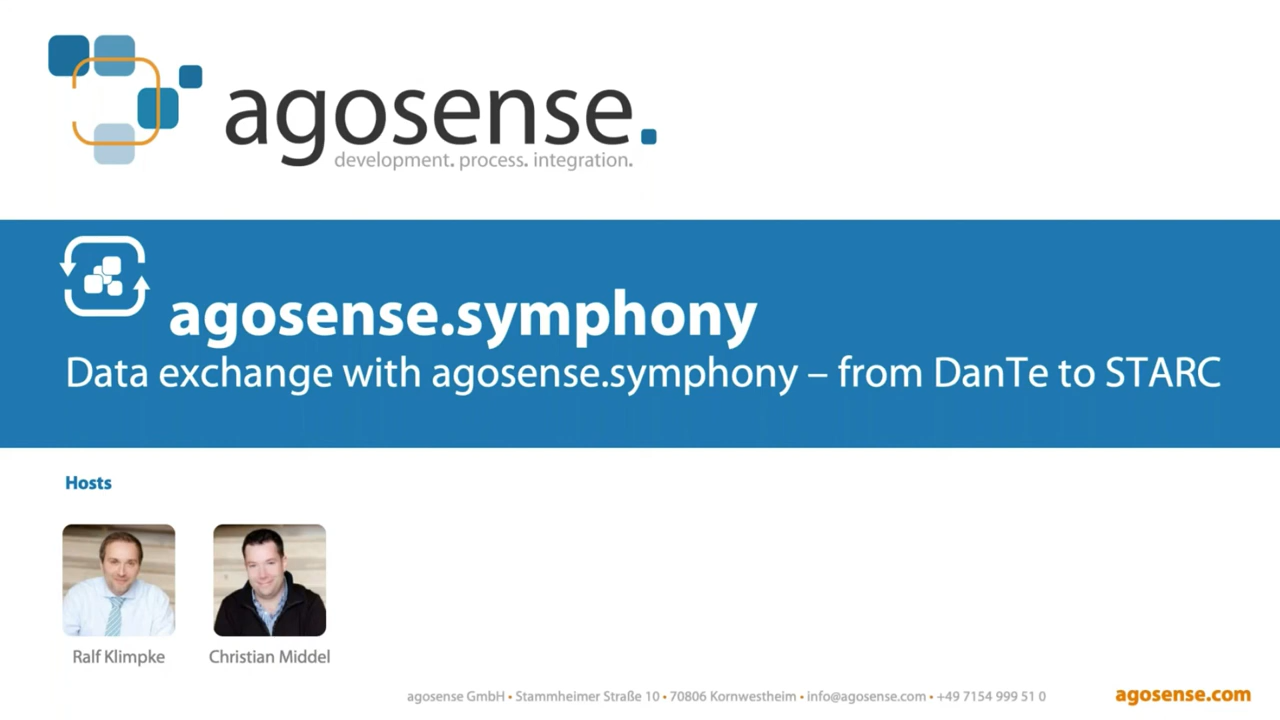 agosense.
development. process. integration.
agosense.symphony
Data exchange with agosense.symphony – from DanTe to STARC
Hosts
Ralf Klimpke
Christian Middel
agosense GmbH • Stammheimer Straße 10 • 70806 Kornwestheim • info@agosense.com • +49 7154 999 51 0
agosense.com